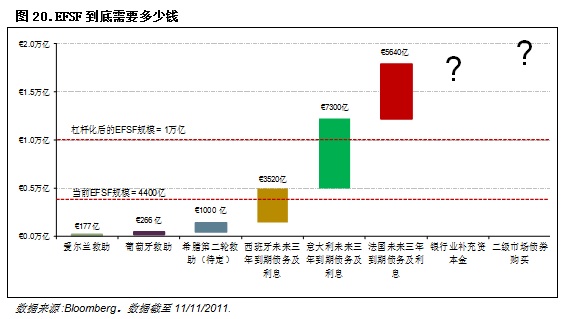 图 20.EFSF 到底需要多少钱
€2.0万亿
€1.5万亿
€1.0万亿
€0.5万亿
€0.0万亿
杠杆化后的EFSF规模 = 1万亿
当前EFSF规模 = 4400亿
€177亿
€266 亿
€1000 亿
€3520亿
€7300亿
€5640亿
?
?
爱尔兰救助
葡萄牙救助
希腊第二轮救
助（待定）
西班牙未来三
年到期债务及
利息
意大利未来三
年到期债务及
利息
法国未来三年
到期债务及利
息
银行业补充资
本金
二级市场债券
购买
数据来源:Bloomberg。数据截至 11/11/2011.